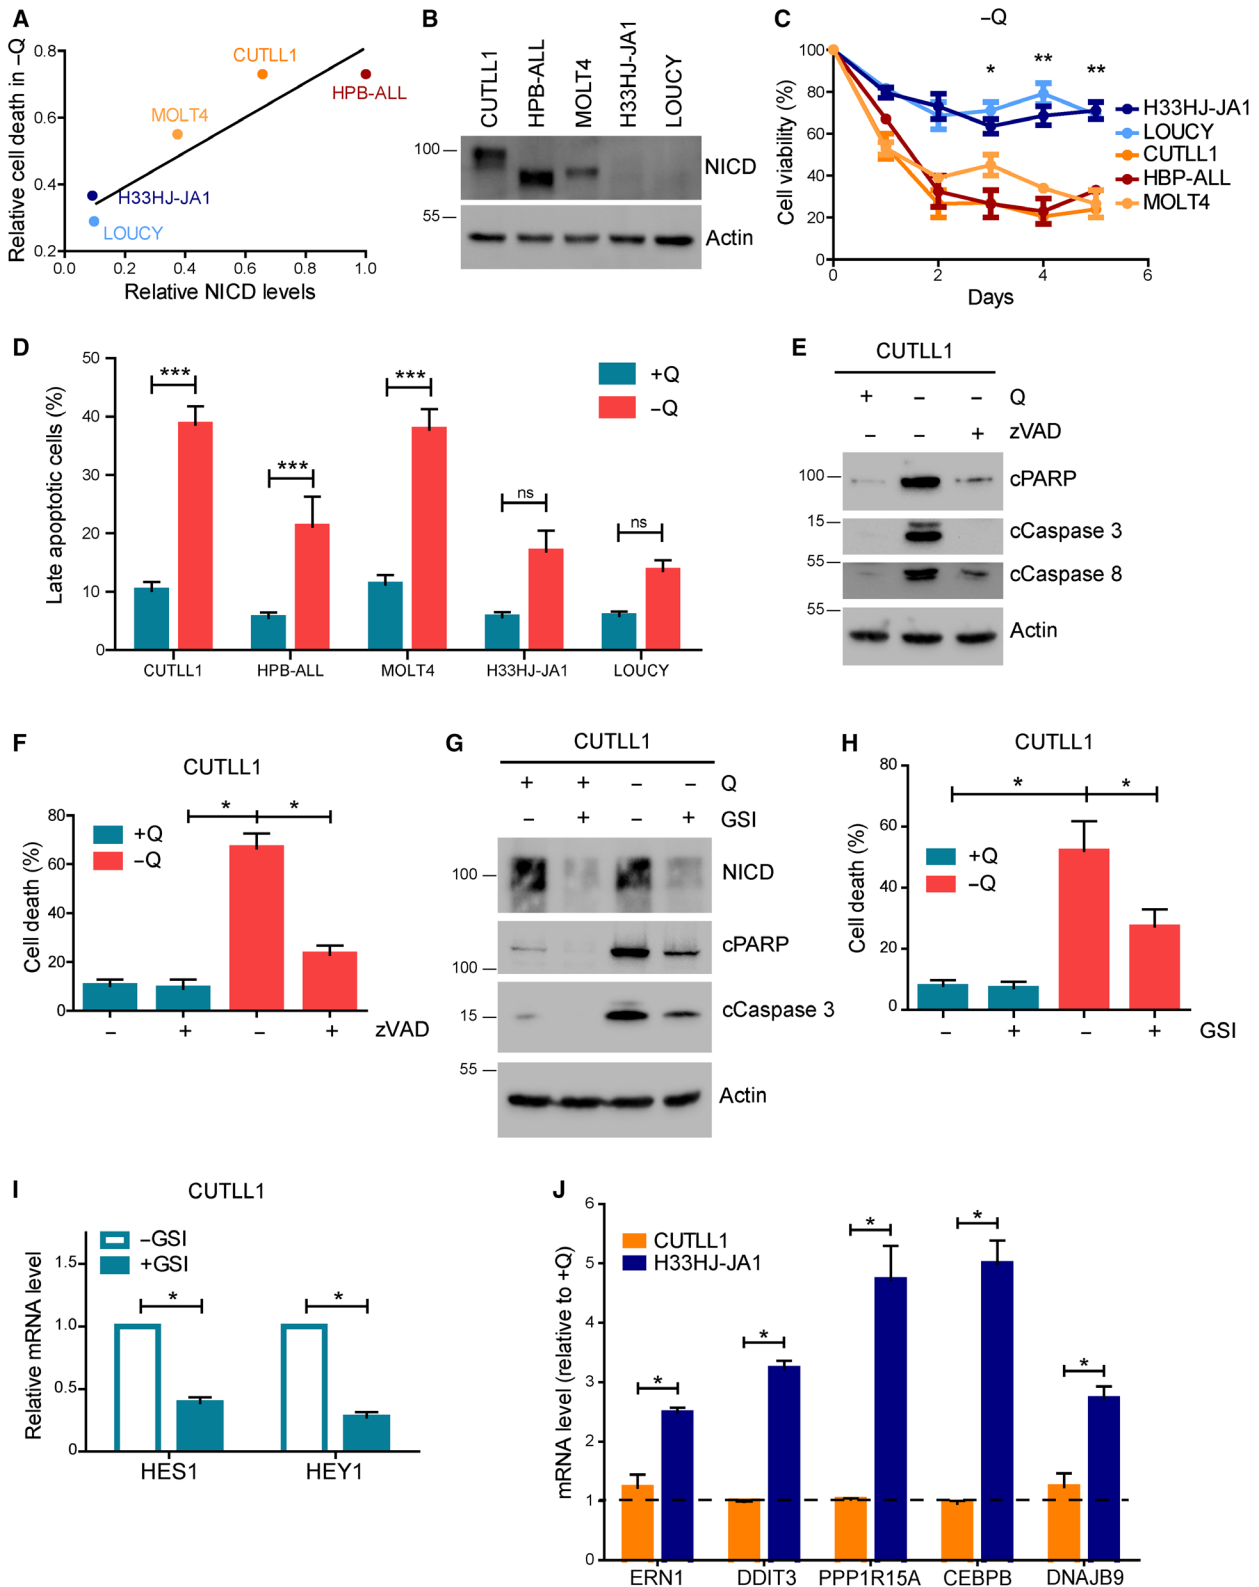 A
Relative cell death in –Q
0.8
0.6
0.4
0.2
0.0
0.2
0.4
0.6
0.8
1.0
CUTLL1
HPB-ALL
MOLT4
H33HJ-JA1
LOUCY
Relative NICD levels
B
CUTLL1
HPB-ALL
MOLT4
H33HJ-JA1
LOUCY
100
55
NICD
Actin
C
–Q
Cell viability (%)
100
80
60
40
20
0
0
2
4
6
Days
*
**
**
H33HJ-JA1
LOUCY
CUTLL1
HBP-ALL
MOLT4
D
Late apoptotic cells (%)
50
40
30
20
10
0
***
***
***
ns
ns
+Q
–Q
CUTLL1
HPB-ALL
MOLT4
H33HJ-JA1
LOUCY
E
CUTLL1
+ – – Q
– – + zVAD
100
cPARP
15
cCaspase 3
55
cCaspase 8
55
Actin
F
CUTLL1
Cell death (%)
80
60
40
20
0
+Q
–Q
*
*
– + – + zVAD
G
CUTLL1
+ + – – Q
– + – + GSI
100
NICD
cPARP
100
15
cCaspase 3
55
Actin
H
CUTLL1
Cell death (%)
80
60
40
20
0
+Q
–Q
*
*
– + – + GSI
I
CUTLL1
Relative mRNA level
1.5
1.0
0.5
0
–GSI
+GSI
*
*
HES1
HEY1
J
mRNA level (relative to +Q)
6
5
4
3
2
1
0
CUTLL1
H33HJ-JA1
*
*
*
*
*
ERN1
DDIT3
PPP1R15A
CEBPB
DNAJB9